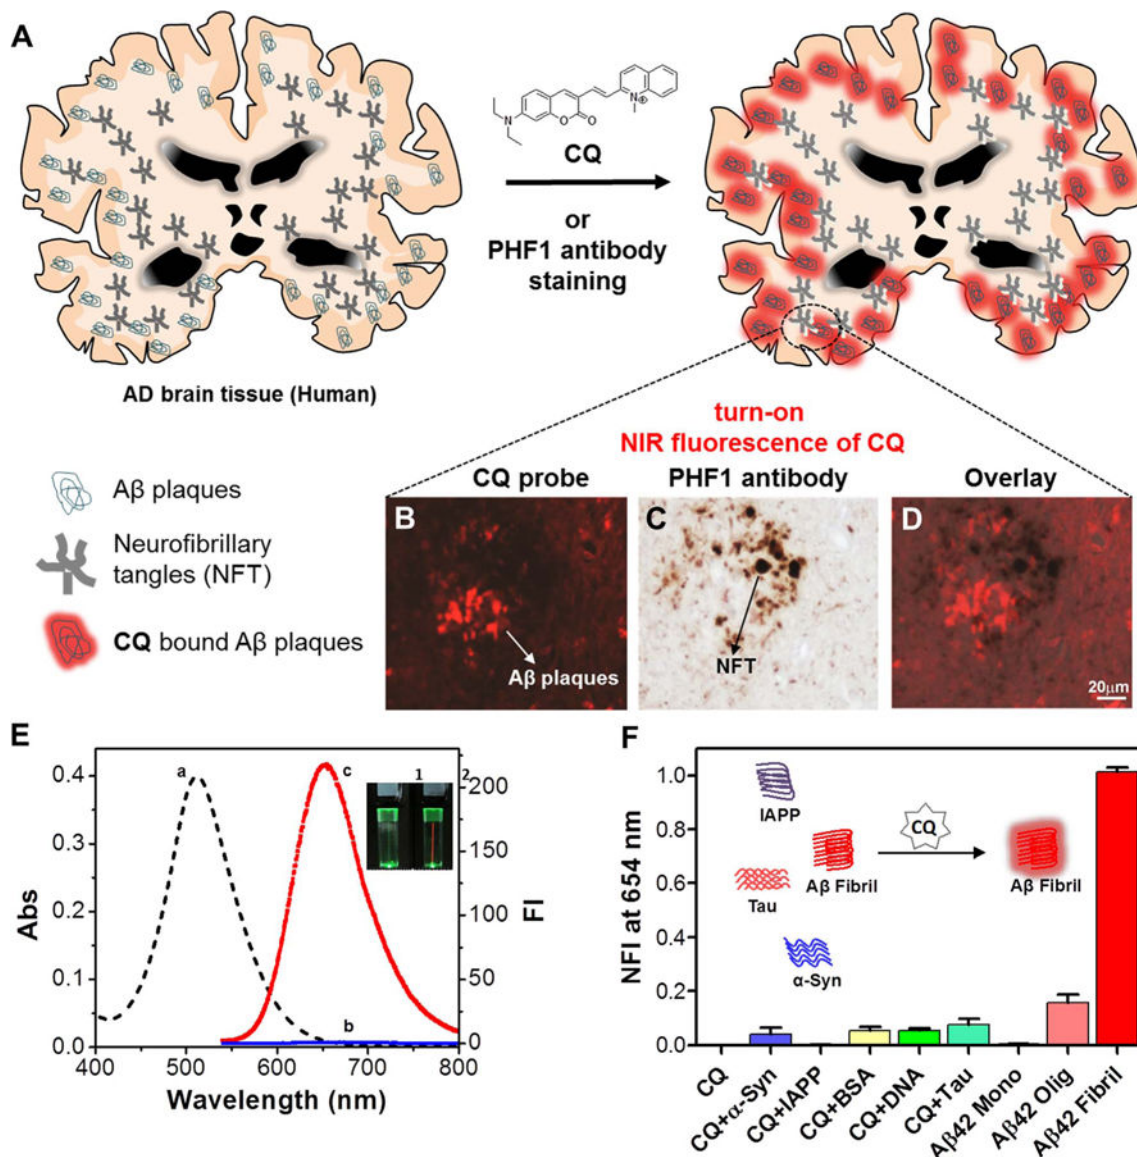 A
N
N
O
O
CQ
or
PHF1 antibody
staining
AD brain tissue (Human)
turn-on
NIR fluorescence of CQ
Aβ plaques
Neurofibrillary
tangles (NFT)
CQ bound Aβ plaques
CQ probe
PHF1 antibody
Overlay
B
C
D
Aβ plaques
NFT
20μm
E
a
c
b
1
2
0.4
0.3
0.2
0.1
0.0
Abs
200
150
100
50
0
FI
400
500
600
700
800
Wavelength (nm)
F
1.0
0.8
0.6
0.4
0.2
0.0
NFI at 654 nm
IAPP
CQ
Aβ Fibril
Aβ Fibril
Tau
α-Syn
CQ
CQ+α-Syn
CQ+IAPP
CQ+BSA
CQ+DNA
CQ+Tau
Aβ42 Mono
Aβ42 Olig
Aβ42 Fibril